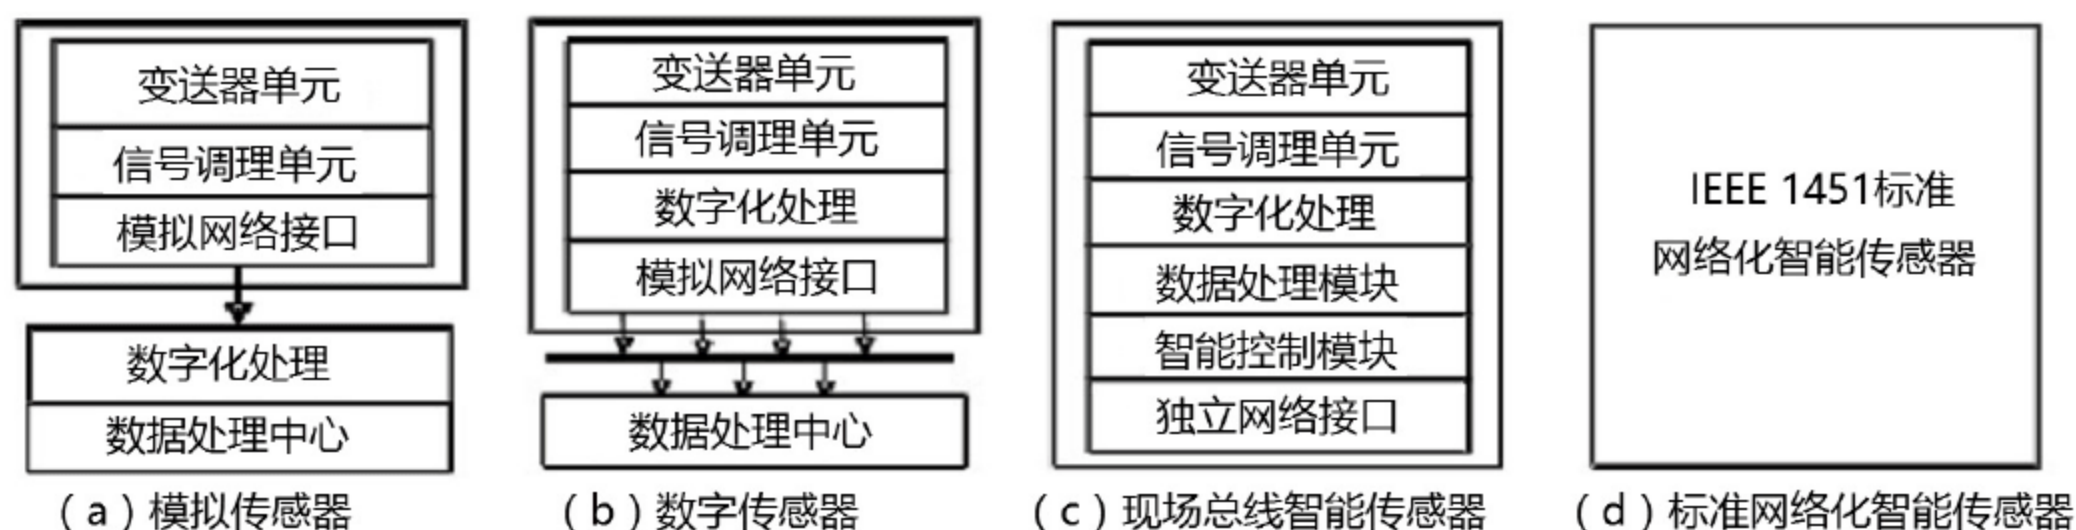 变送器单元
信号调理单元
模拟网络接口
数字化处理
数据处理中心
(a)模拟传感器
变送器单元
信号调理单元
数字化处理
模拟网络接口
数据处理中心
(b)数字传感器
变送器单元
信号调理单元
数字化处理
数据处理模块
智能控制模块
独立网络接口
(c)现场总线智能传感器
IEEE 1451标准
网络化智能传感器
(d)标准网络化智能传感器